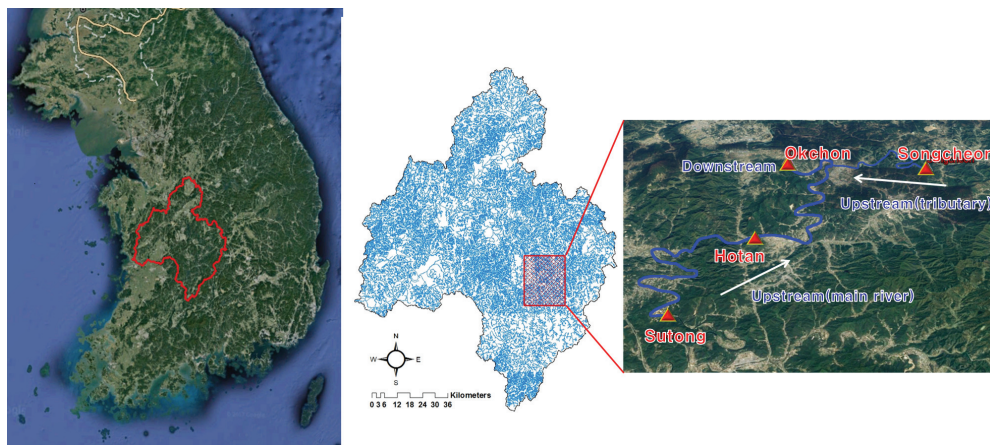 N
W
E
S
Kilometers
0 3 6 12 18 24 30 36
Okchon
Songcheon
Downstream
Upstream(tributary)
Hotan
Upstream(main river)
Sutong